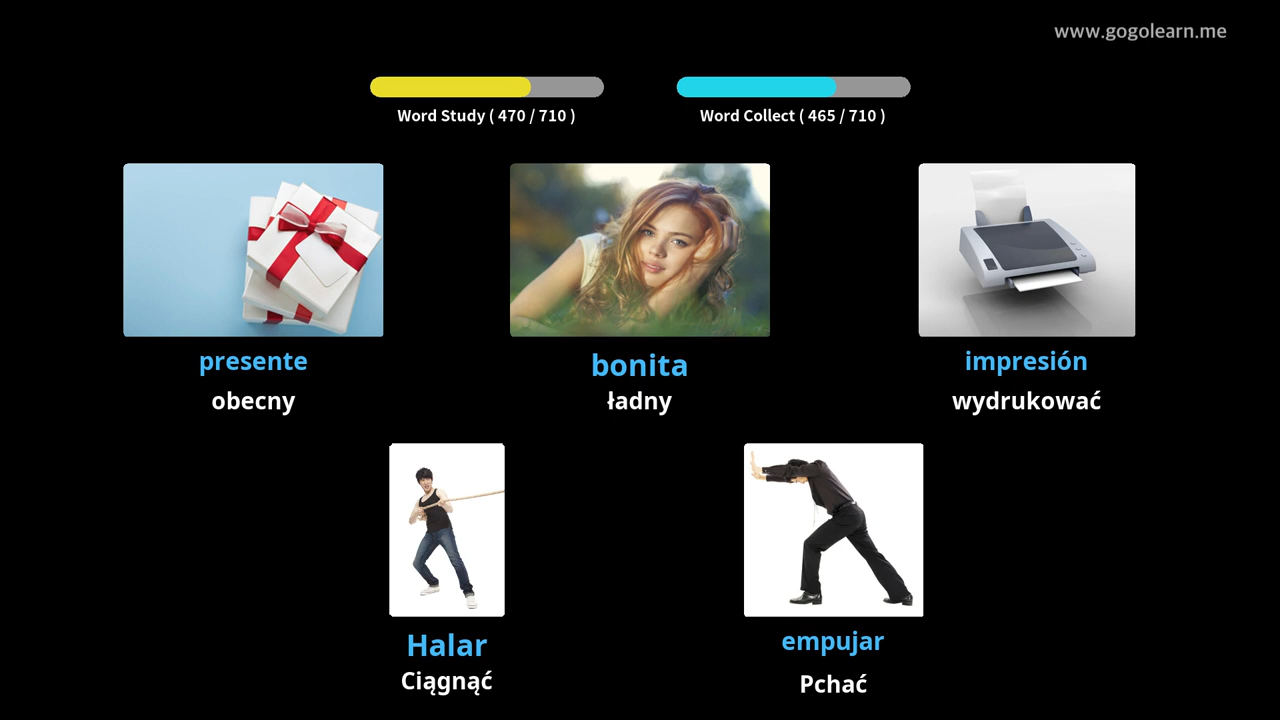 www.gogolearn.me
Word Study ( 470 / 710 )
Word Collect ( 465 / 710 )
presente
obecny
bonita
ładny
impresión
wydrukować
Halar
Ciągnąć
empujar
Pchać